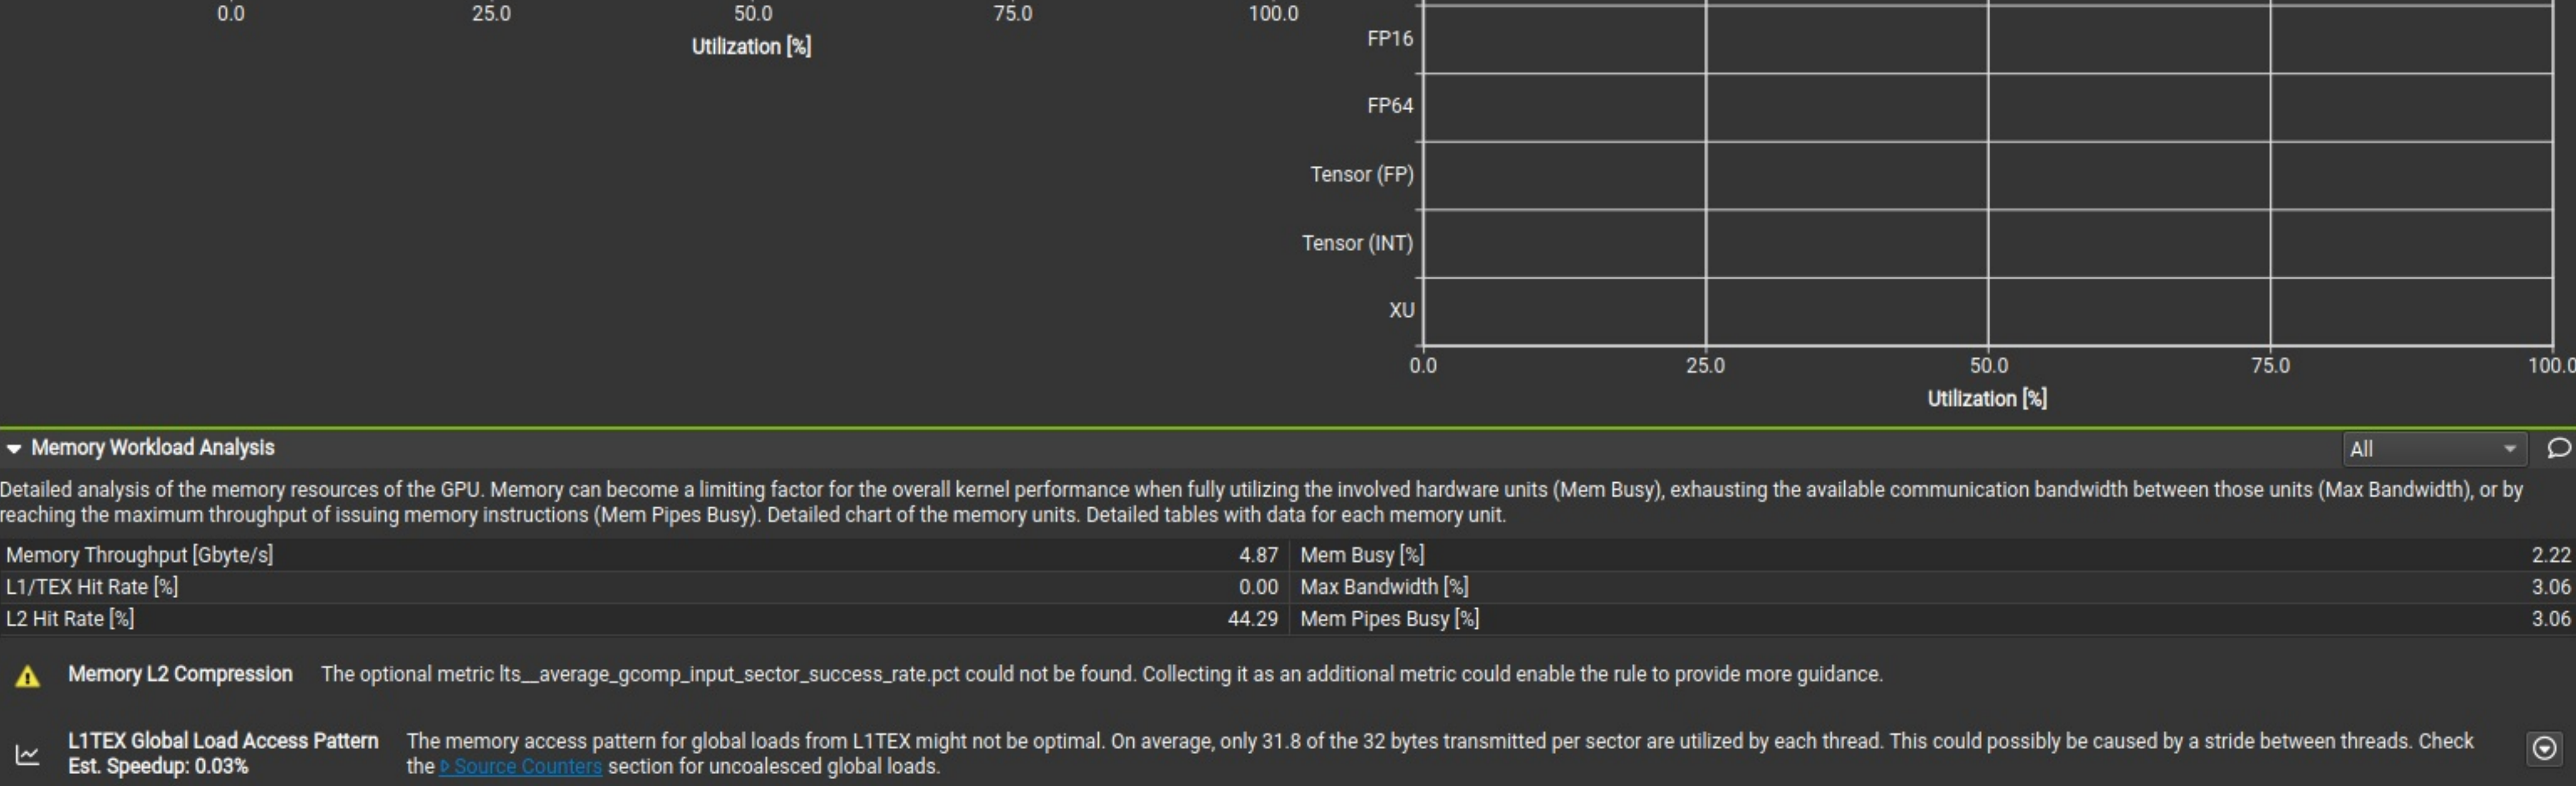 0.0 25.0 50.0 75.0 100.0
Utilization [%]
FP16
FP64
Tensor (FP)
Tensor (INT)
XU
0.0 25.0 50.0 75.0 100.0
Utilization [%]
Memory Workload Analysis
All
Detailed analysis of the memory resources of the GPU. Memory can become a limiting factor for the overall kernel performance when fully utilizing the involved hardware units (Mem Busy), exhausting the available communication bandwidth between those units (Max Bandwidth), or by
reaching the maximum throughput of issuing memory instructions (Mem Pipes Busy). Detailed chart of the memory units. Detailed tables with data for each memory unit.
Memory Throughput [Gbyte/s] 4.87 Mem Busy [%] 2.22
L1/TEX Hit Rate [%] 0.00 Max Bandwidth [%] 3.06
L2 Hit Rate [%] 44.29 Mem Pipes Busy [%] 3.06
Memory L2 Compression The optional metric lts__average_gcomp_input_sector_success_rate.pct could not be found. Collecting it as an additional metric could enable the rule to provide more guidance.
L1TEX Global Load Access Pattern
Est. Speedup: 0.03%
The memory access pattern for global loads from L1TEX might not be optimal. On average, only 31.8 of the 32 bytes transmitted per sector are utilized by each thread. This could possibly be caused by a stride between threads. Check
the Source Counters section for uncoalesced global loads.